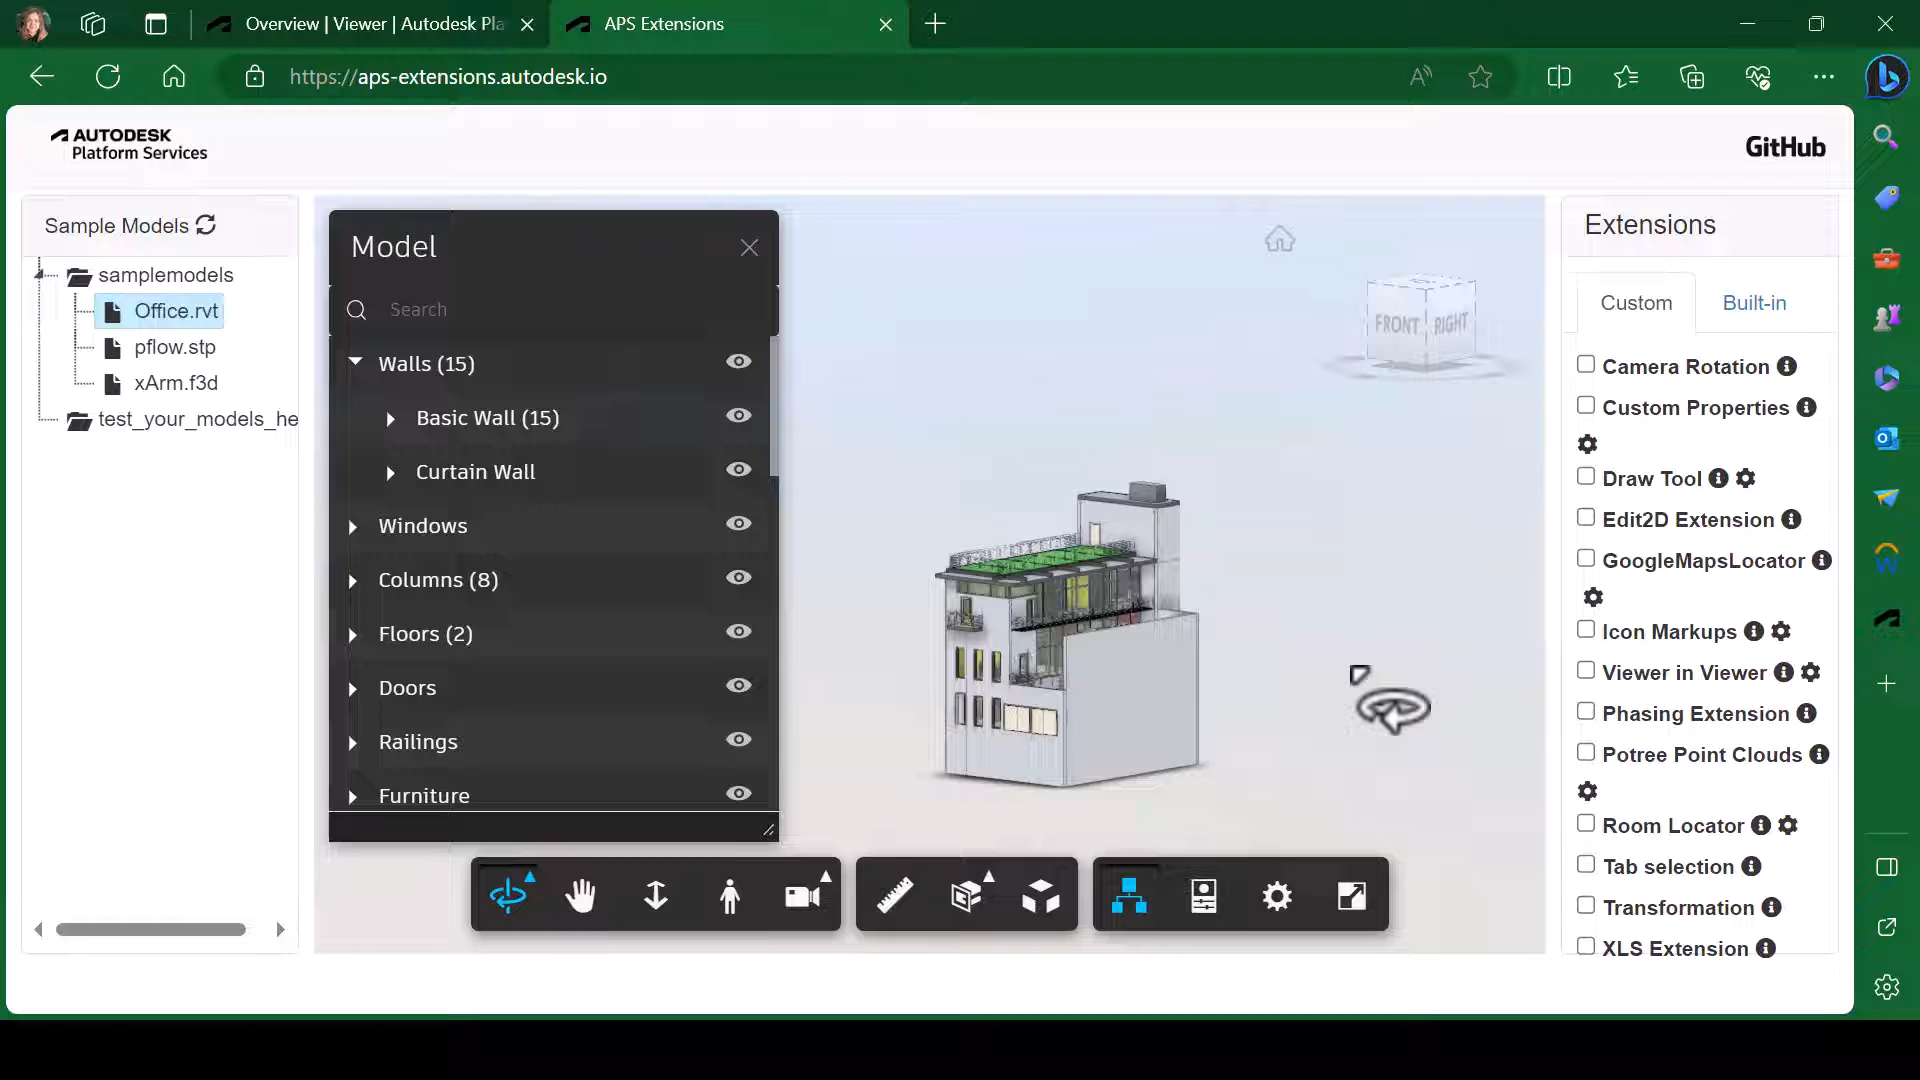 Overview | Viewer | Autodesk Pla
APS Extensions
https://aps-extensions.autodesk.io
AUTODESK
Platform Services
GitHub
Sample Models
samplemodels
Office.rvt
pflow.stp
xArm.f3d
test_your_models_he
Model
Search
Walls (15)
Basic Wall (15)
Curtain Wall
Windows
Columns (8)
Floors (2)
Doors
Railings
Furniture
FRONT
RIGHT
Extensions
Custom
Built-in
Camera Rotation
Custom Properties
Draw Tool
Edit2D Extension
GoogleMapsLocator
Icon Markups
Viewer in Viewer
Phasing Extension
Potree Point Clouds
Room Locator
Tab selection
Transformation
XLS Extension